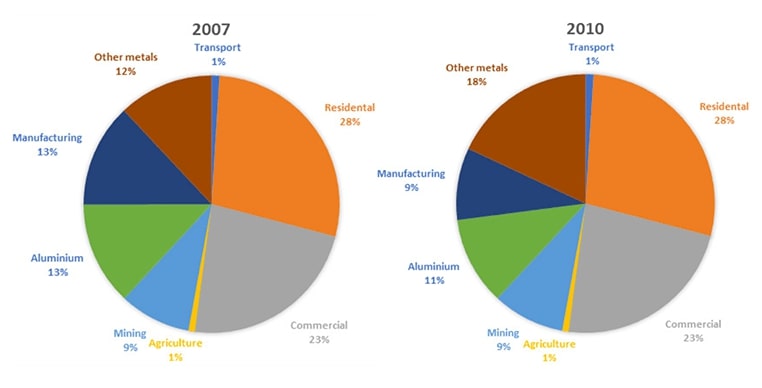 2007
Transport
1%
Other metals
12%
Residental
28%
Manufacturing
13%
Aluminium
13%
Mining
9%
Agriculture
1%
Commercial
23%
2010
Transport
1%
Other metals
18%
Residental
28%
Manufacturing
9%
Aluminium
11%
Mining
9%
Agriculture
1%
Commercial
23%